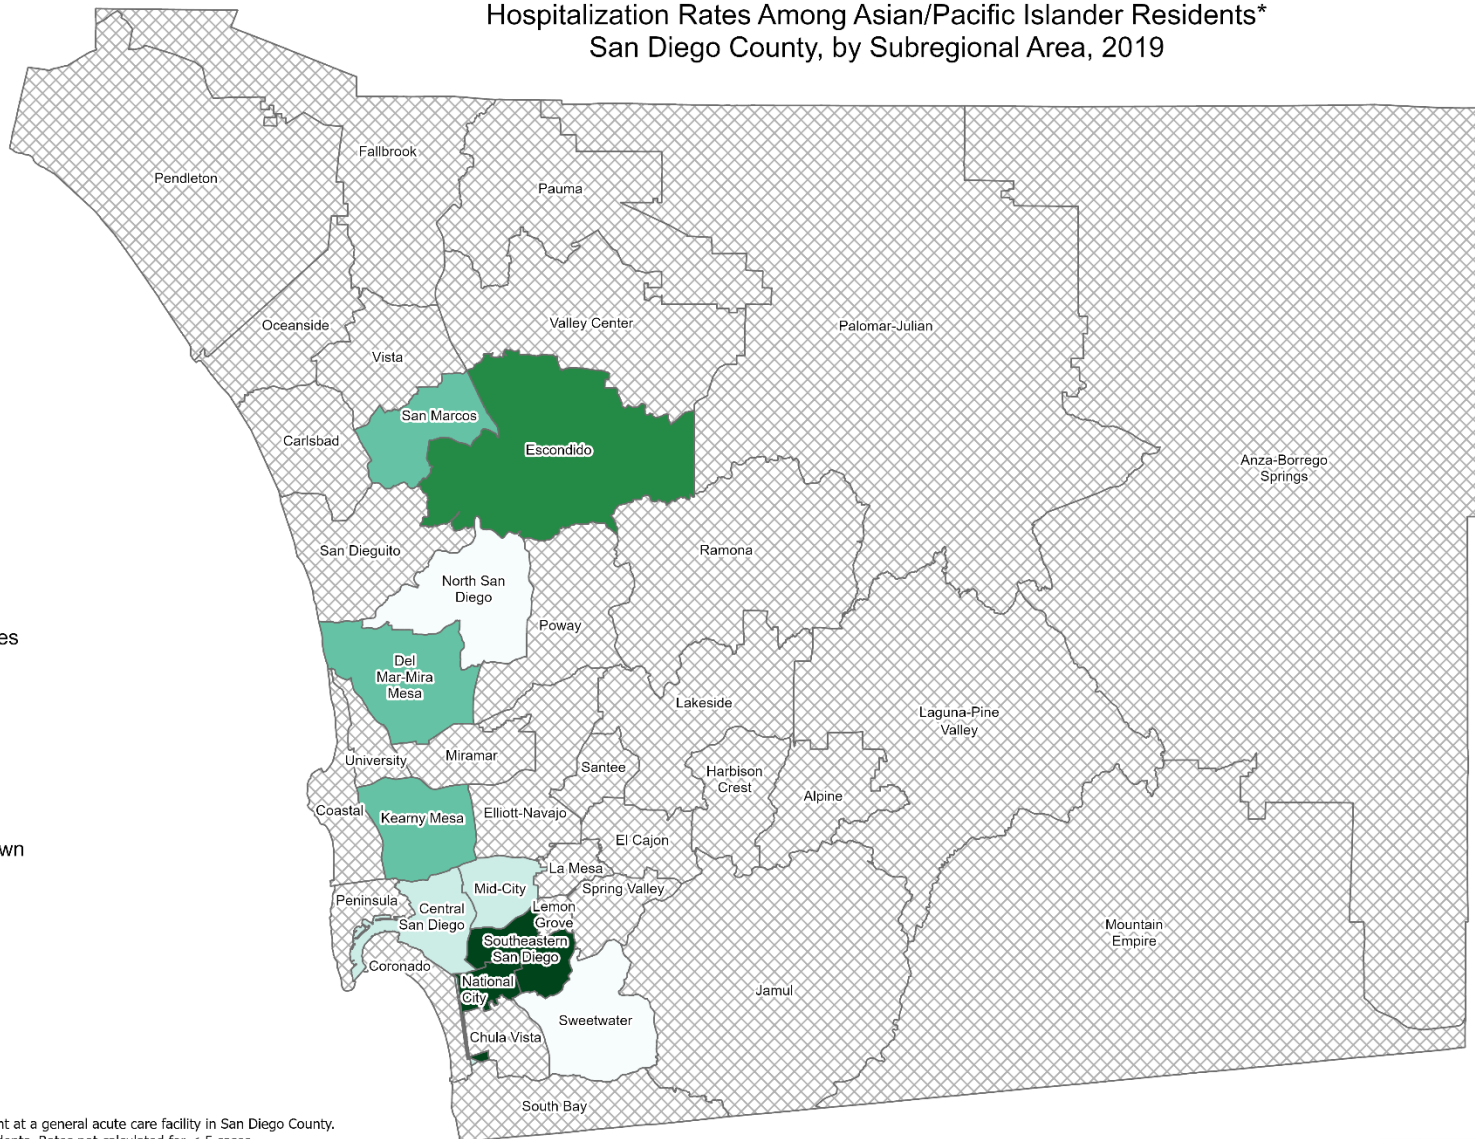 Hospitalization Rates Among Asian/Pacific Islander Residents*
San Diego County, by Subregional Area, 2019
Fallbrook
Pendleton
Pauma
Oceanside
Valley Center
Palomar-Julian
Vista
San Marcos
Carlsbad
Escondido
Anza-Borrego
Springs
San Dieguito
Ramona
North San
Diego
Poway
es
Del
Mar-Mira
Mesa
Lakeside
Laguna-Pine
Valley
University
Miramar
Santee
Harbison
Crest
Alpine
Coastal
Kearny Mesa
Elliott-Navajo
El Cajon
wn
La Mesa
Mid-City
Spring Valley
Peninsula
Central
San Diego
Lemon
Grove
Mountain
Empire
Southeastern
San Diego
Coronado
National
City
Jamul
Sweetwater
Chula Vista
South Bay
nt at a general acute care facility in San Diego County.